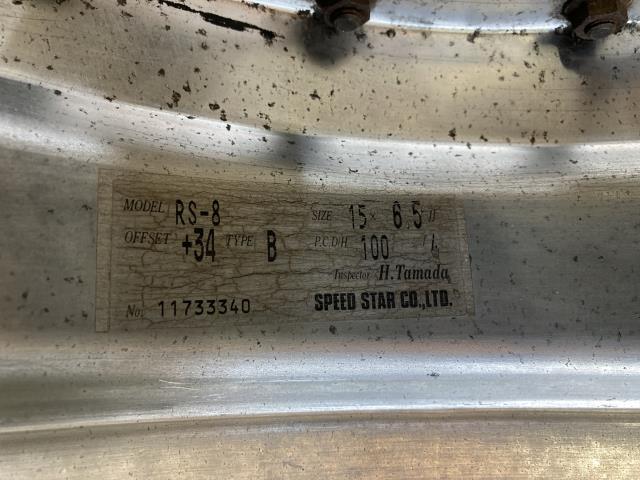 MODEL RS-8 SIZE 15 × 6.5 JJ
OFFSET +34 TYPE B P.C.D/H 100 /
Inspector H.Tamada
No. 11733340 SPEED STAR CO.,LTD.